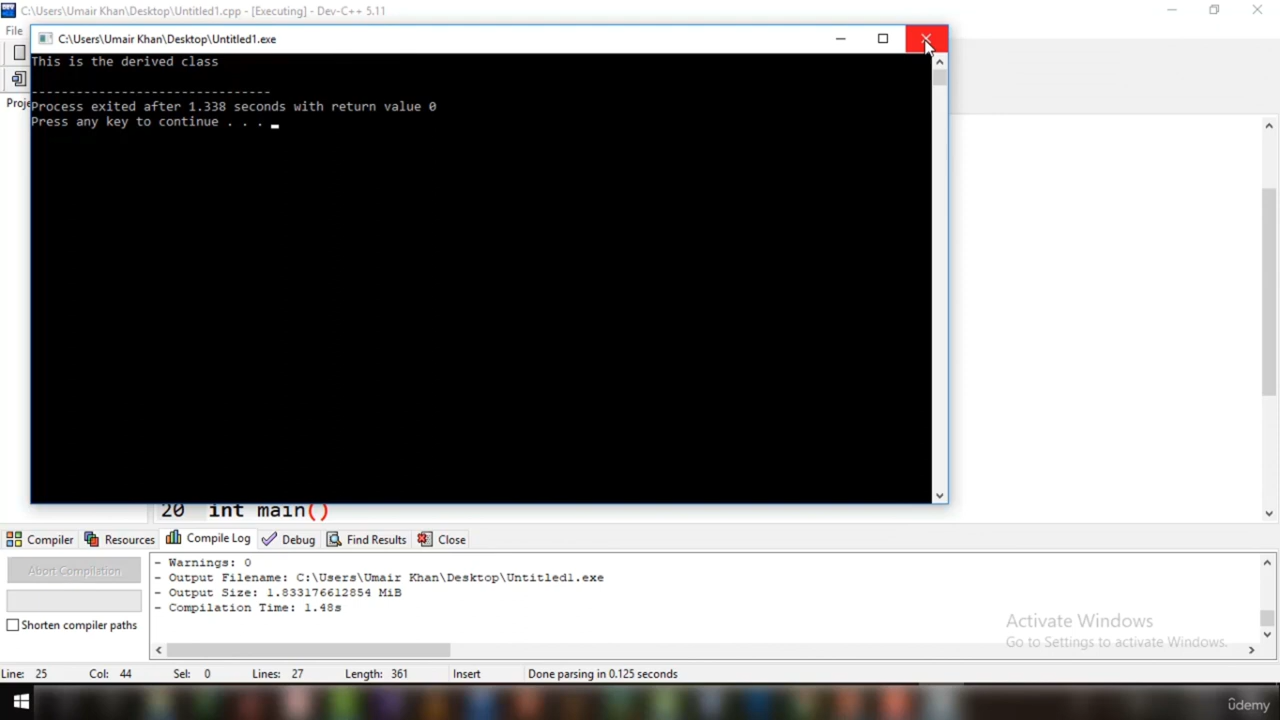 C:\Users\Umair Khan\Desktop\Untitled1.cpp - [Executing] - Dev-C++ 5.11
File
C:\Users\Umair Khan\Desktop\Untitled1.exe
This is the derived class
--------------------------------
Process exited after 1.338 seconds with return value 0
Press any key to continue . . .
Proje
20 int main()
Compiler Resources Compile Log Debug Find Results Close
Abort Compilation
Shorten compiler paths
- Warnings: 0
- Output Filename: C:\Users\Umair Khan\Desktop\Untitled1.exe
- Output Size: 1.833176612854 MiB
- Compilation Time: 1.48s
Activate Windows
Go to Settings to activate Windows.
Line: 25 Col: 44 Sel: 0 Lines: 27 Length: 361 Insert Done parsing in 0.125 seconds
ûdemy